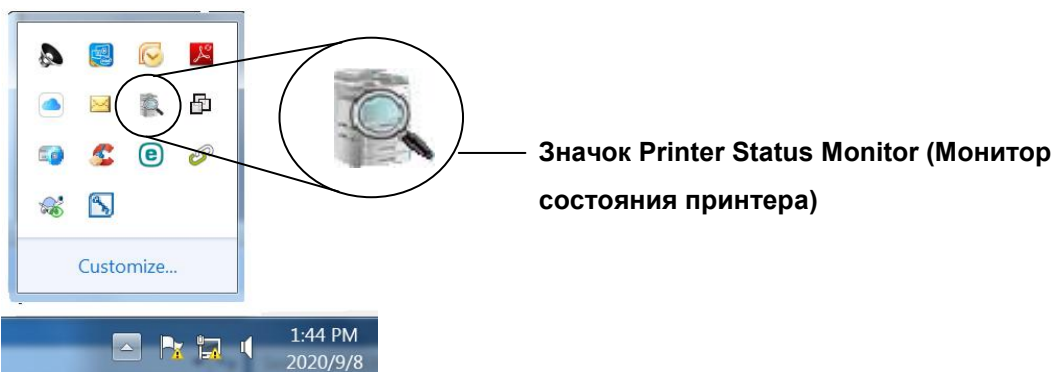 Значок Printer Status Monitor (Монитор
состояния принтера)
Customize...
1:44 PM
2020/9/8